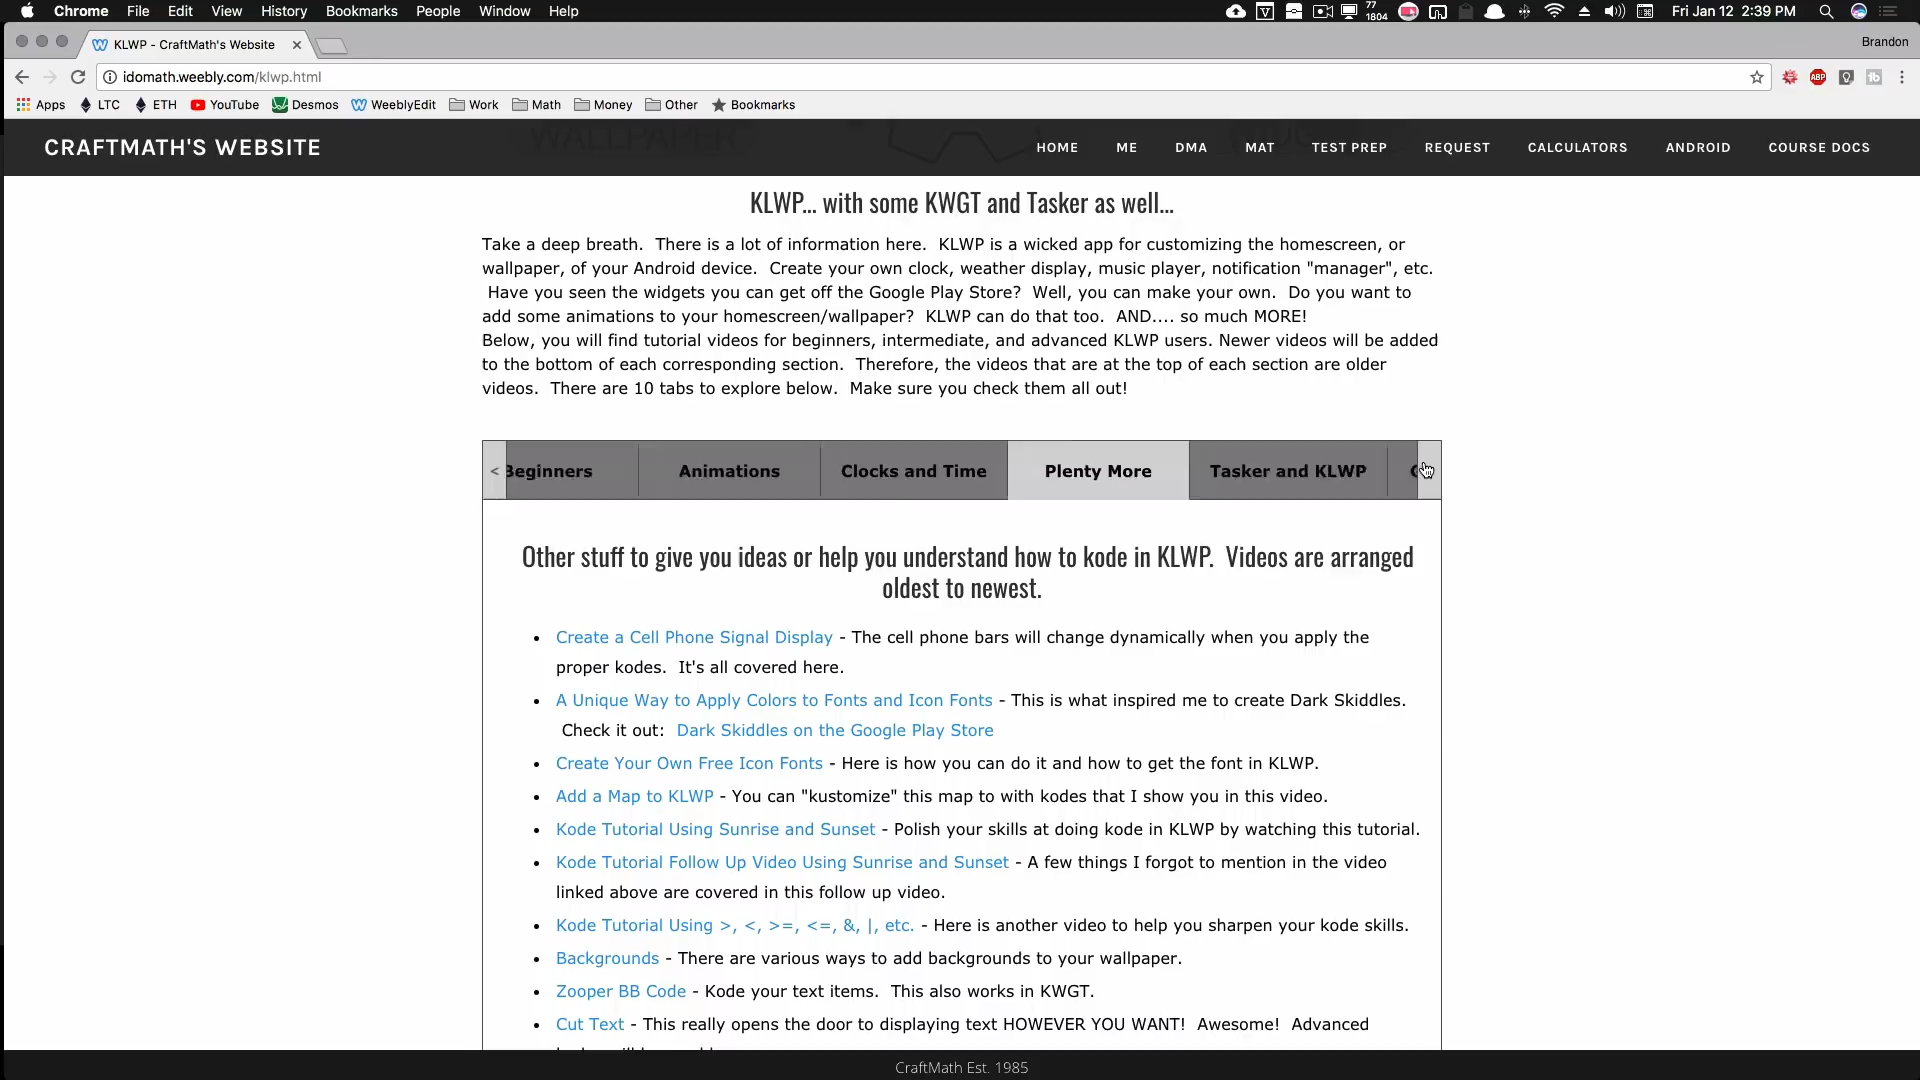 Chrome File Edit View History Bookmarks People Window Help
77
1804
Fri Jan 12 2:39 PM
KLWP - CraftMath's Website
Brandon
idomath.weebly.com/klwp.html
ABP
Apps LTC ETH YouTube Desmos WeeblyEdit Work Math Money Other Bookmarks
WALLPAPER
CRAFTMATH'S WEBSITE
HOME ME DMA MAT TEST PREP REQUEST CALCULATORS ANDROID COURSE DOCS
KLWP... with some KWGT and Tasker as well...
Take a deep breath. There is a lot of information here. KLWP is a wicked app for customizing the homescreen, or
wallpaper, of your Android device. Create your own clock, weather display, music player, notification "manager", etc.
Have you seen the widgets you can get off the Google Play Store? Well, you can make your own. Do you want to
add some animations to your homescreen/wallpaper? KLWP can do that too. AND.... so much MORE!
Below, you will find tutorial videos for beginners, intermediate, and advanced KLWP users. Newer videos will be added
to the bottom of each corresponding section. Therefore, the videos that are at the top of each section are older
videos. There are 10 tabs to explore below. Make sure you check them all out!
< Beginners Animations Clocks and Time Plenty More Tasker and KLWP
Other stuff to give you ideas or help you understand how to kode in KLWP. Videos are arranged
oldest to newest.
• Create a Cell Phone Signal Display - The cell phone bars will change dynamically when you apply the
proper kodes. It's all covered here.
• A Unique Way to Apply Colors to Fonts and Icon Fonts - This is what inspired me to create Dark Skiddles.
Check it out: Dark Skiddles on the Google Play Store
• Create Your Own Free Icon Fonts - Here is how you can do it and how to get the font in KLWP.
• Add a Map to KLWP - You can "kustomize" this map to with kodes that I show you in this video.
• Kode Tutorial Using Sunrise and Sunset - Polish your skills at doing kode in KLWP by watching this tutorial.
• Kode Tutorial Follow Up Video Using Sunrise and Sunset - A few things I forgot to mention in the video
linked above are covered in this follow up video.
• Kode Tutorial Using >, <, >=, <=, &, |, etc. - Here is another video to help you sharpen your kode skills.
• Backgrounds - There are various ways to add backgrounds to your wallpaper.
• Zooper BB Code - Kode your text items. This also works in KWGT.
• Cut Text - This really opens the door to displaying text HOWEVER YOU WANT! Awesome! Advanced
CraftMath Est. 1985